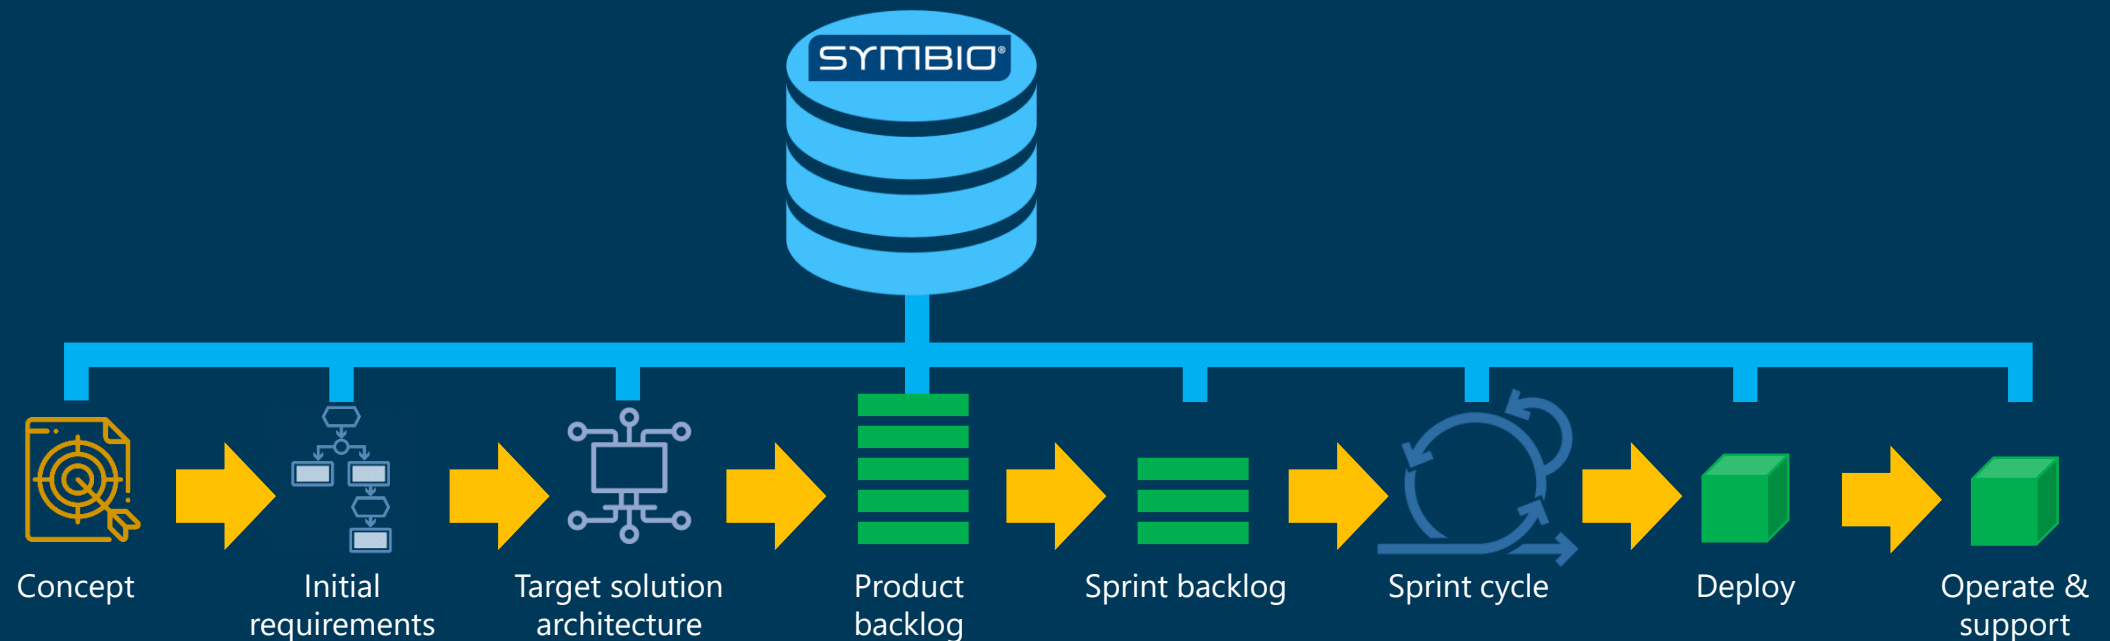 SYMBIO®
Concept
Initial
requirements
Target solution
architecture
Product
backlog
Sprint backlog
Sprint cycle
Deploy
Operate &
support